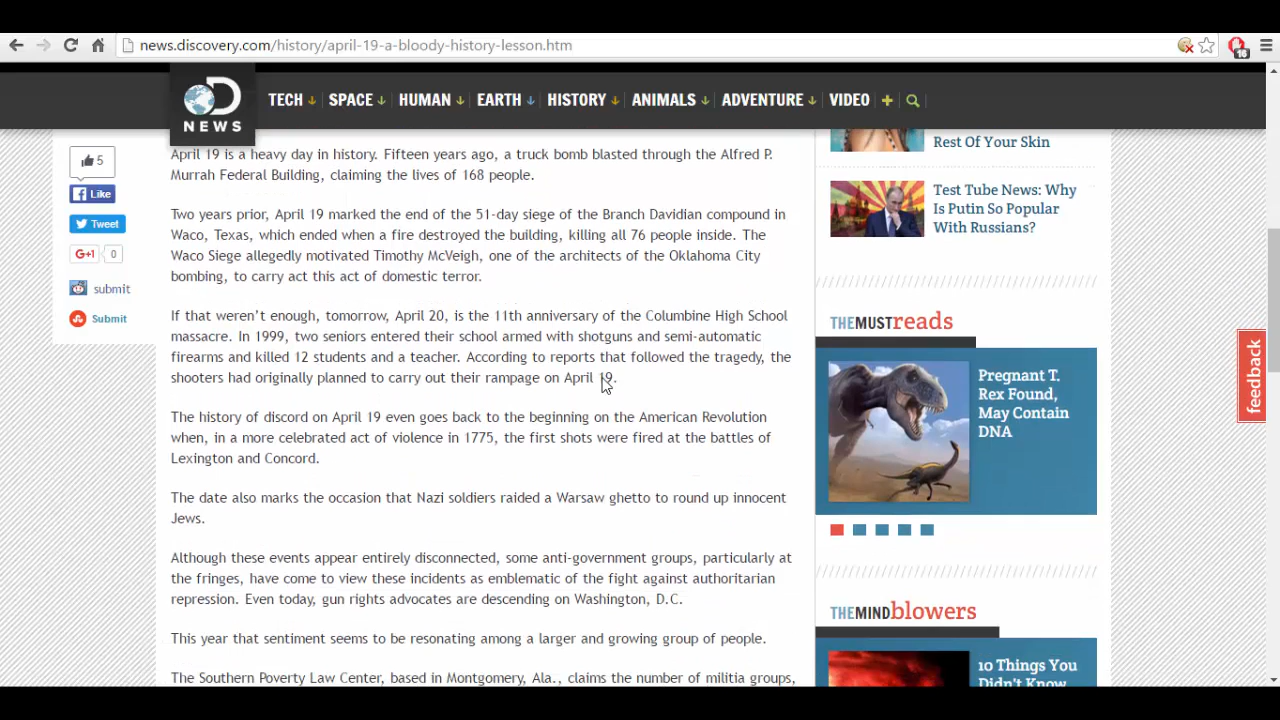 news.discovery.com/history/april-19-a-bloody-history-lesson.htm
16
D
NEWS
TECH
SPACE
HUMAN
EARTH
HISTORY
ANIMALS
ADVENTURE
VIDEO
5
Like
Tweet
G+1
0
submit
Submit
April 19 is a heavy day in history. Fifteen years ago, a truck bomb blasted through the Alfred P.
Murrah Federal Building, claiming the lives of 168 people.
Two years prior, April 19 marked the end of the 51-day siege of the Branch Davidian compound in
Waco, Texas, which ended when a fire destroyed the building, killing all 76 people inside. The
Waco Siege allegedly motivated Timothy McVeigh, one of the architects of the Oklahoma City
bombing, to carry act this act of domestic terror.
If that weren't enough, tomorrow, April 20, is the 11th anniversary of the Columbine High School
massacre. In 1999, two seniors entered their school armed with shotguns and semi-automatic
firearms and killed 12 students and a teacher. According to reports that followed the tragedy, the
shooters had originally planned to carry out their rampage on April 19.
The history of discord on April 19 even goes back to the beginning on the American Revolution
when, in a more celebrated act of violence in 1775, the first shots were fired at the battles of
Lexington and Concord.
The date also marks the occasion that Nazi soldiers raided a Warsaw ghetto to round up innocent
Jews.
Although these events appear entirely disconnected, some anti-government groups, particularly at
the fringes, have come to view these incidents as emblematic of the fight against authoritarian
repression. Even today, gun rights advocates are descending on Washington, D.C.
This year that sentiment seems to be resonating among a larger and growing group of people.
The Southern Poverty Law Center, based in Montgomery, Ala., claims the number of militia groups,
Rest Of Your Skin
Test Tube News: Why
Is Putin So Popular
With Russians?
THEMUSTreads
Pregnant T.
Rex Found,
May Contain
DNA
THEMINDblowers
10 Things You
Didn't Know
feedback